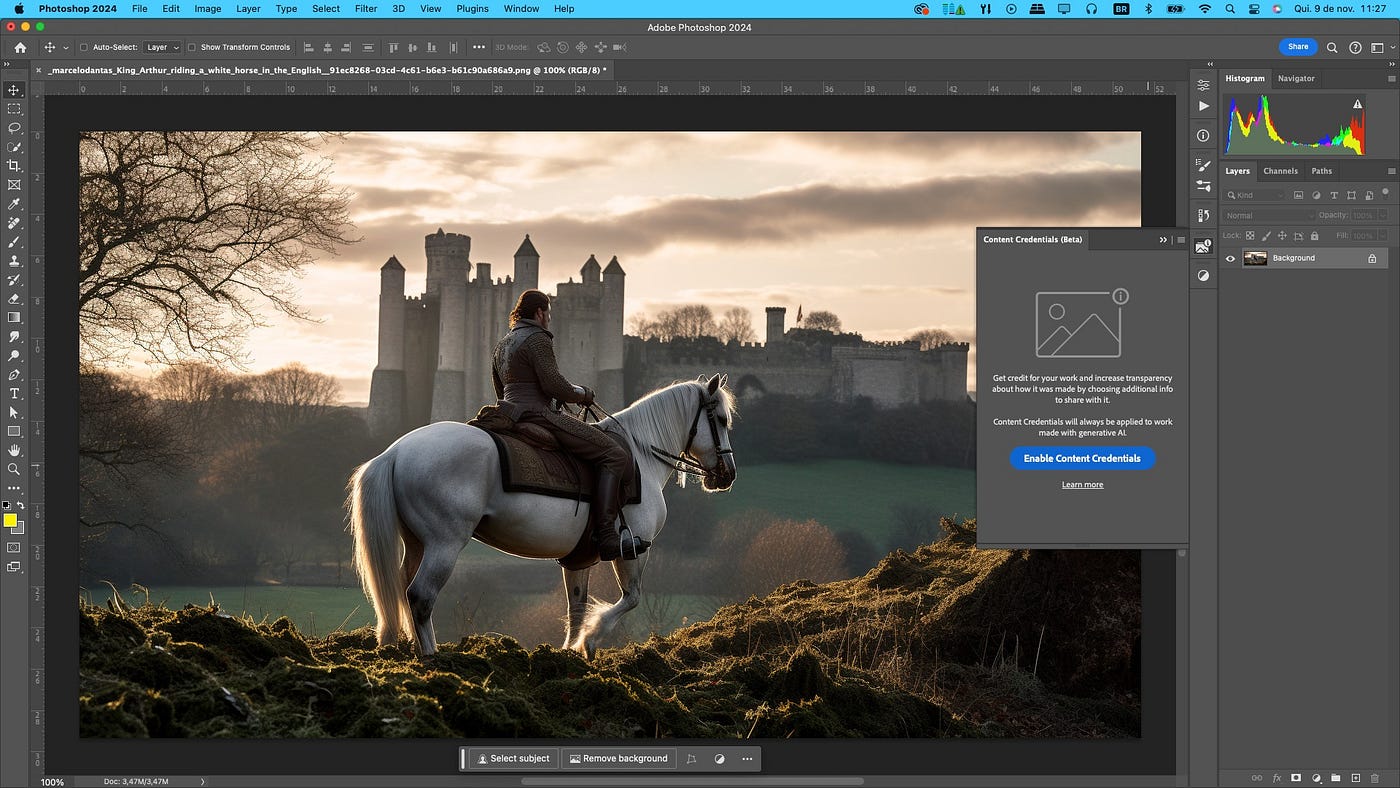 Photoshop 2024 File Edit Image Layer Type Select Filter 3D View Plugins Window Help BR Qui. 9 de nov. 11:27
Adobe Photoshop 2024
Auto-Select: Layer Show Transform Controls 3D Mode: Share
_marcelodantas_King_Arthur_riding_a_white_horse_in_the_English__91ec8268-03cd-4c61-b6e3-b61c90a686a9.png @ 100% (RGB/8) *
0 2 4 6 8 10 12 14 16 18 20 22 24 26 28 30 32 34 36 38 40 42 44 46 48 50 52
Histogram Navigator
Layers Channels Paths
Kind
Normal Opacity: 100%
Lock: Fill: 100%
Background
Content Credentials (Beta)
Get credit for your work and increase transparency
about how it was made by choosing additional info
to share with it.
Content Credentials will always be applied to work
made with generative AI.
Enable Content Credentials
Learn more
Select subject Remove background
100% Doc: 3,47M/3,47M